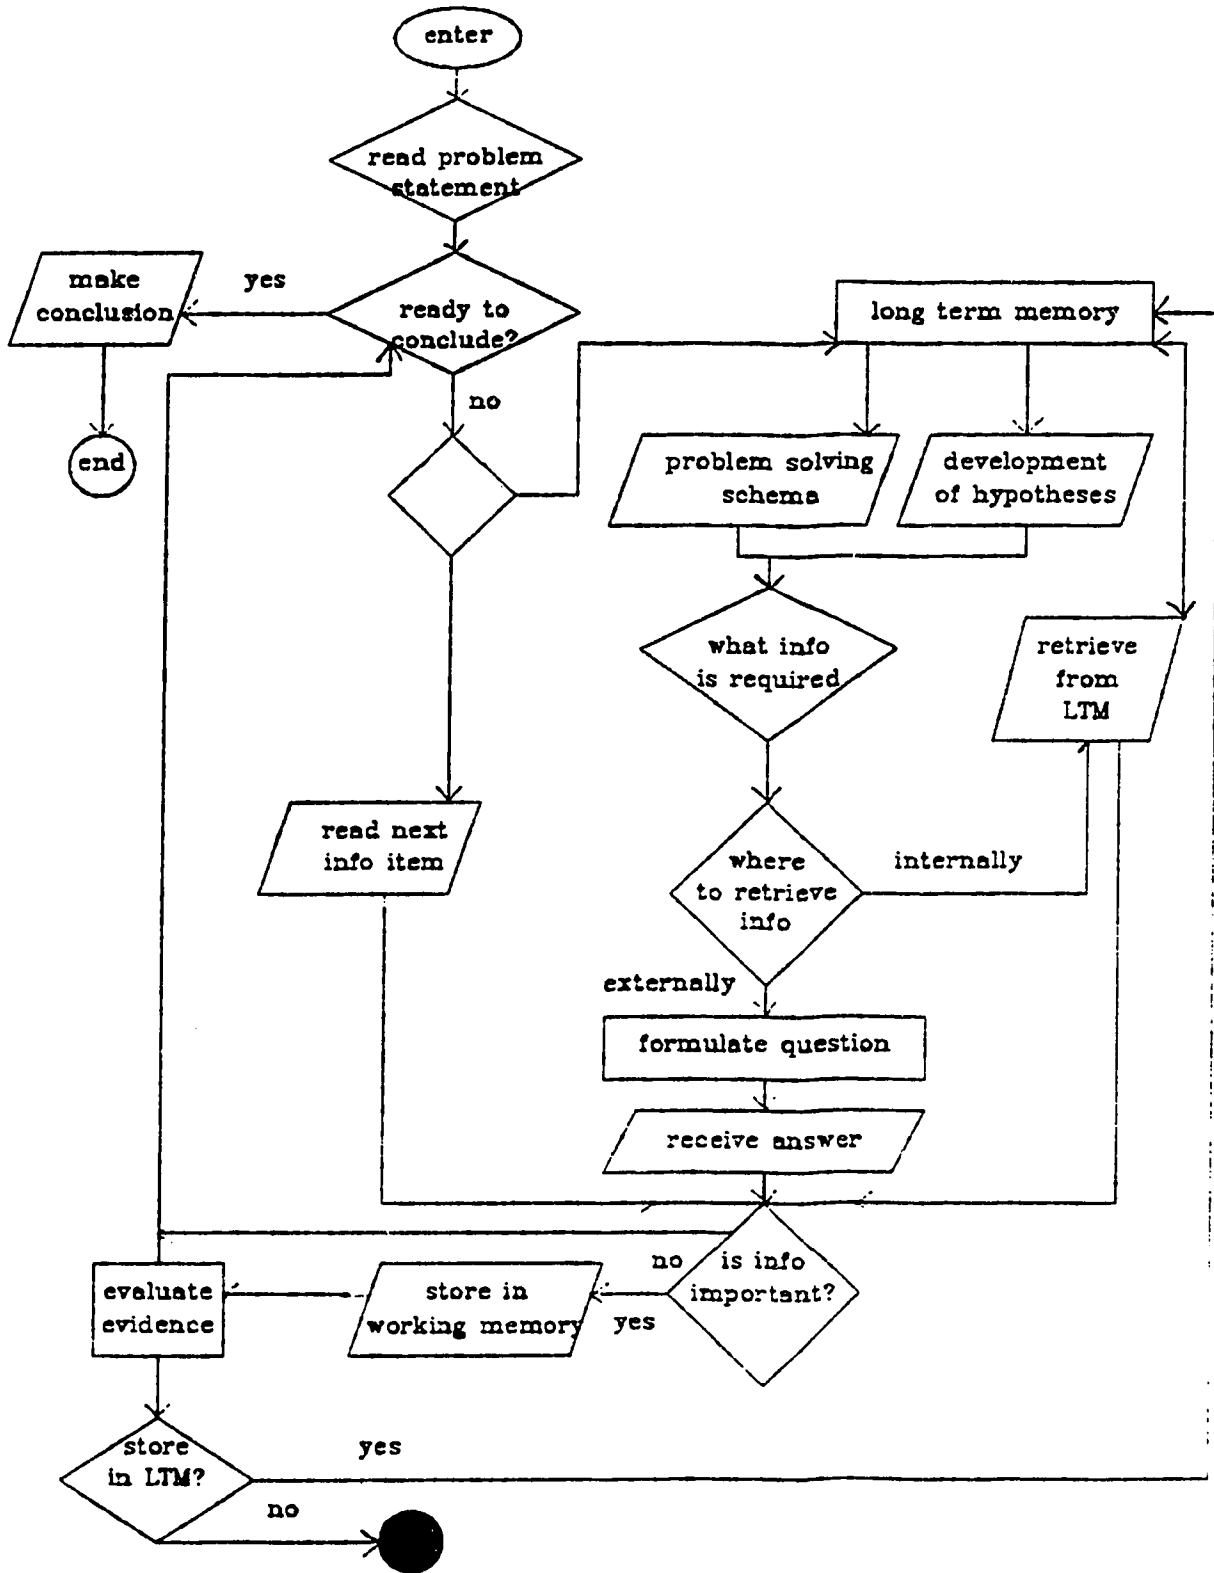 enter
read problem
statement
make
conclusion
yes
ready to
conclude?
long term memory
no
end
problem solving
schema
development
of hypotheses
what info
is required
retrieve
from
LTM
read next
info item
where
to retrieve
info
internally
externally
formulate question
receive answer
evaluate
evidence
store in
working memory
no
yes
is info
important?
store
in LTM?
yes
no